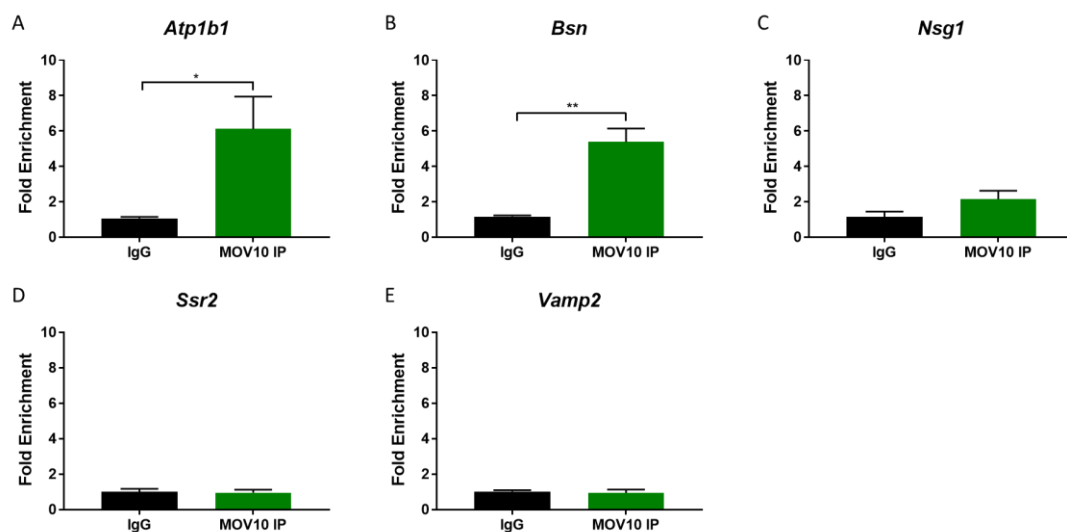 A
Atp1b1
Fold Enrichment
10
8
6
4
2
0
*
IgG
MOV10 IP
B
Bsn
Fold Enrichment
10
8
6
4
2
0
**
IgG
MOV10 IP
C
Nsg1
Fold Enrichment
10
8
6
4
2
0
IgG
MOV10 IP
D
Ssr2
Fold Enrichment
10
8
6
4
2
0
IgG
MOV10 IP
E
Vamp2
Fold Enrichment
10
8
6
4
2
0
IgG
MOV10 IP